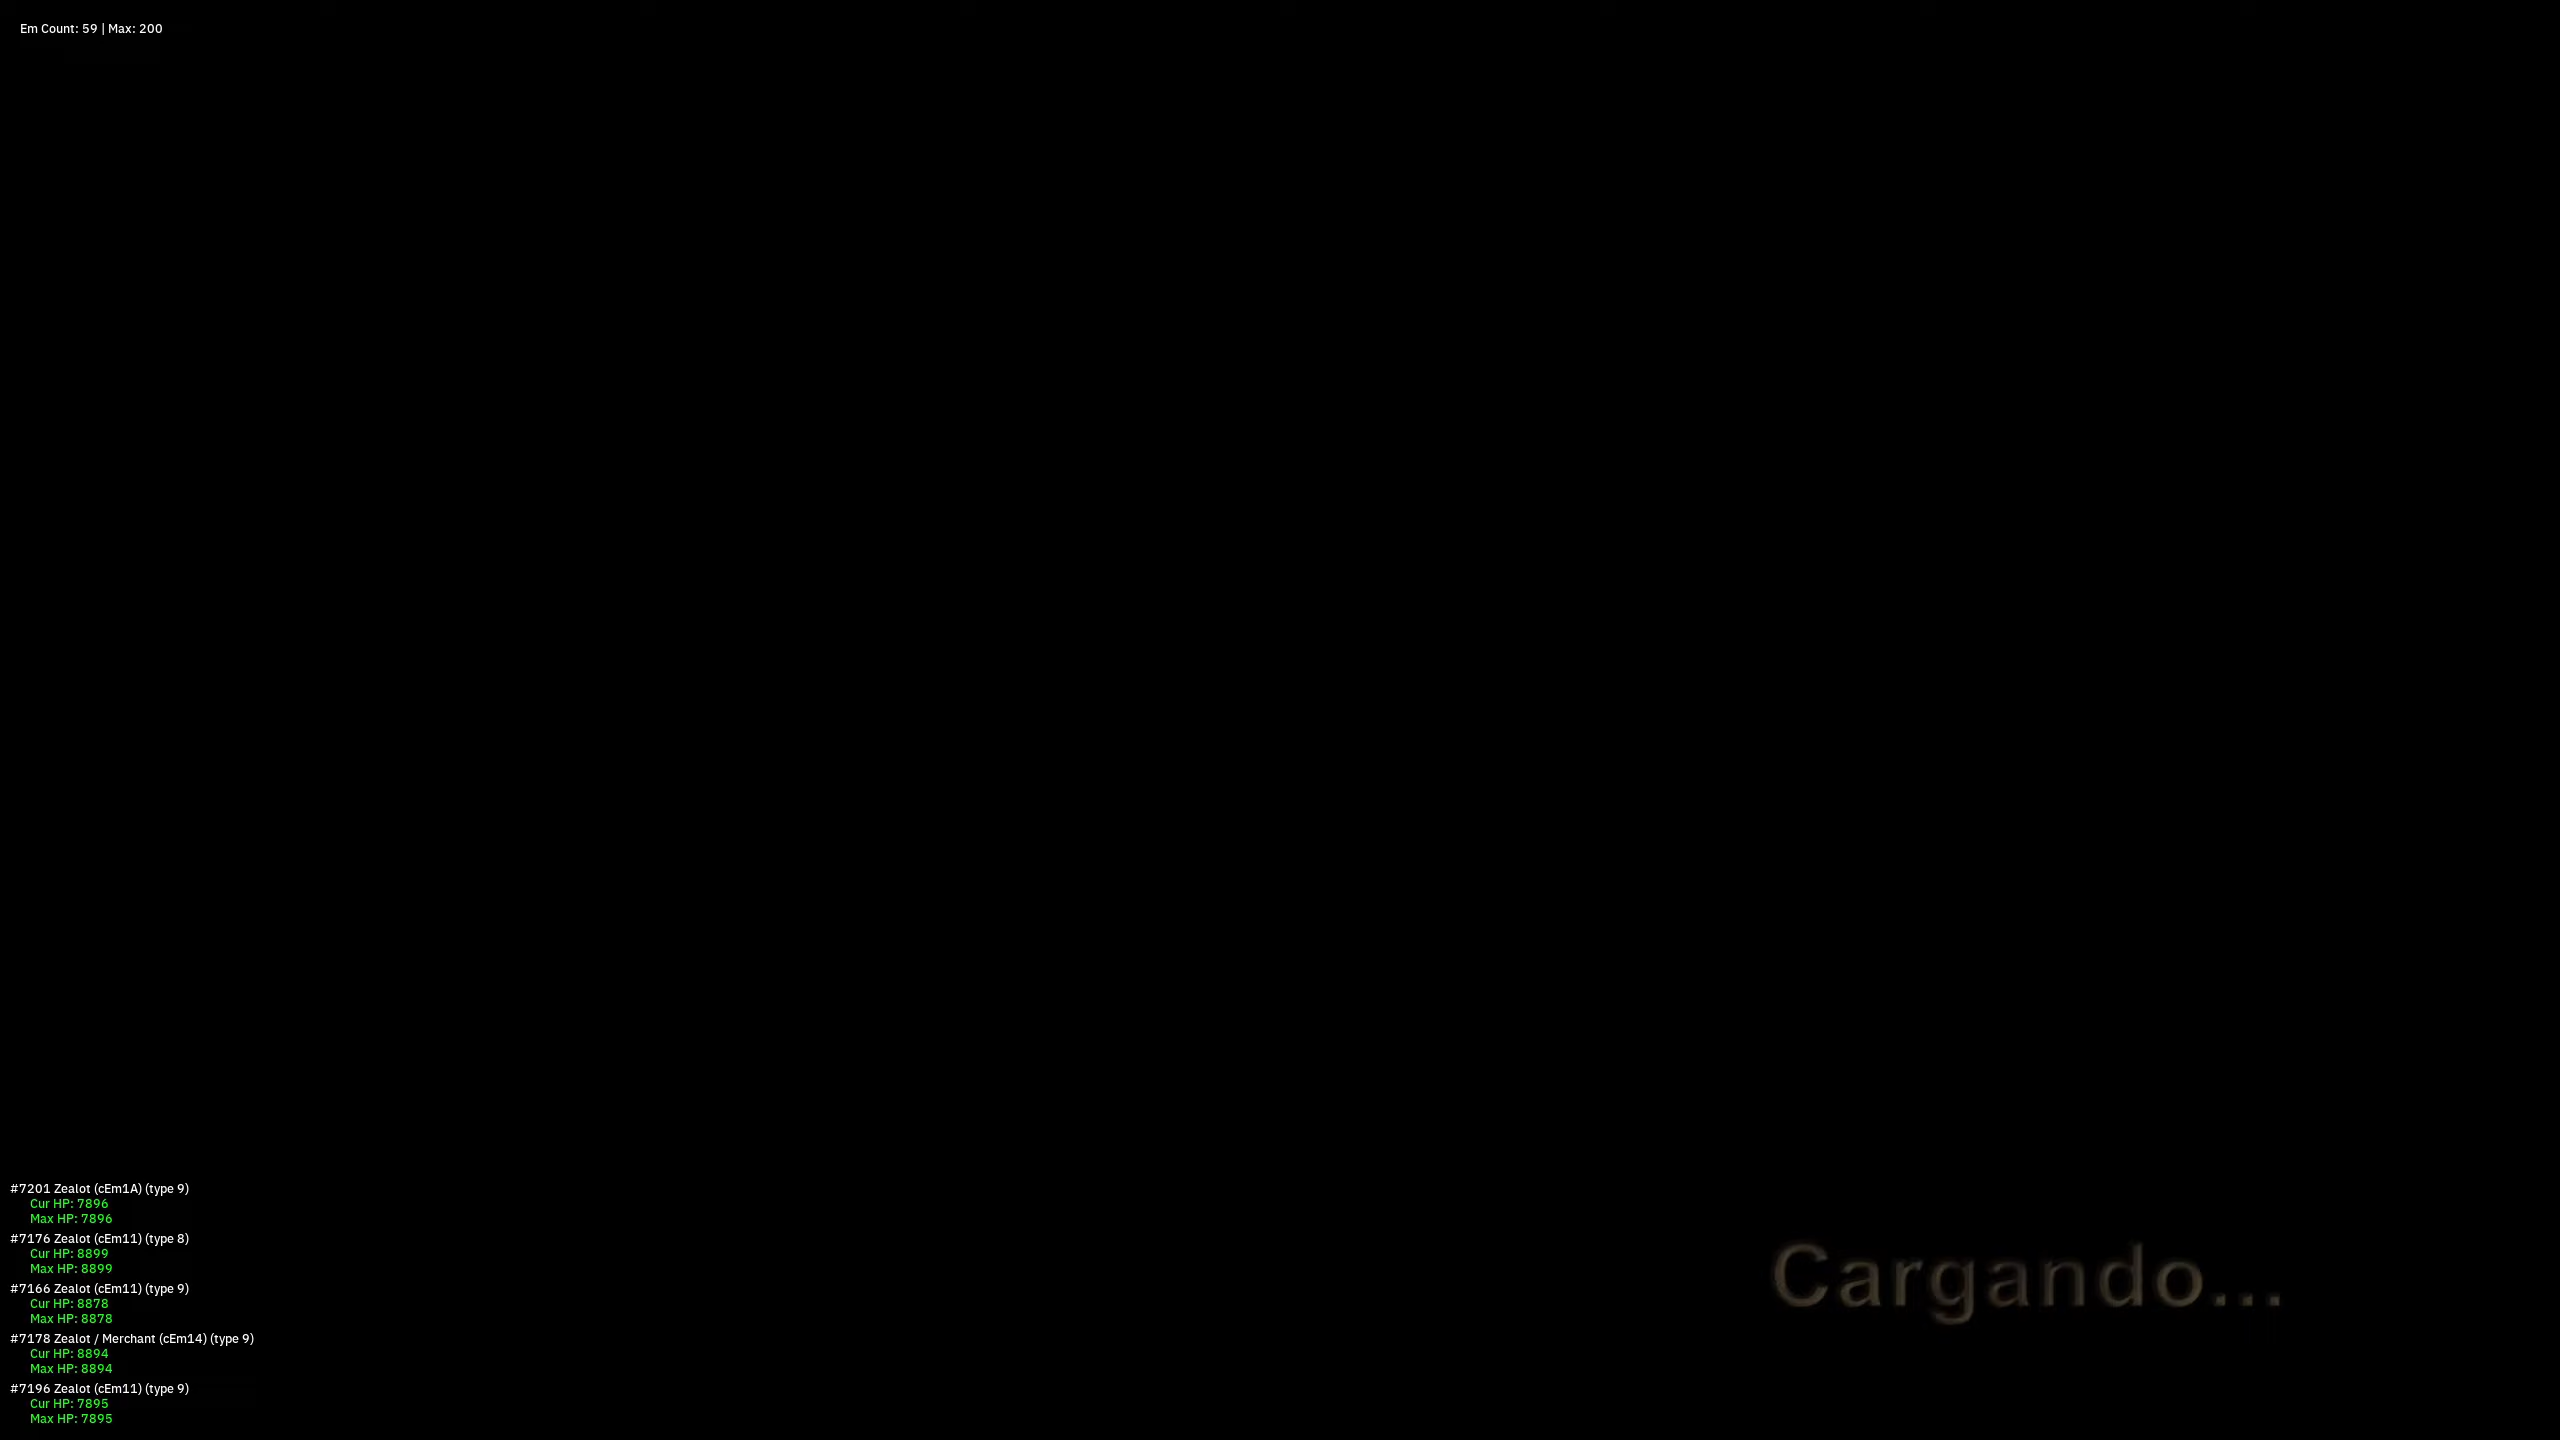 Em Count: 59 | Max: 200
#7201 Zealot (cEm1A) (type 9)
Cur HP: 7896
Max HP: 7896
#7176 Zealot (cEm11) (type 8)
Cur HP: 8899
Max HP: 8899
#7166 Zealot (cEm11) (type 9)
Cur HP: 8878
Max HP: 8878
#7178 Zealot / Merchant (cEm14) (type 9)
Cur HP: 8894
Max HP: 8894
#7196 Zealot (cEm11) (type 9)
Cur HP: 7895
Max HP: 7895
Cargando...